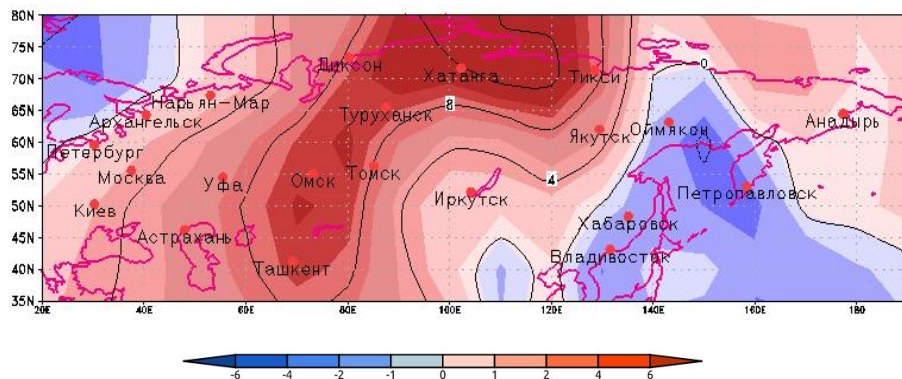 80N
75N
70N
65N
60N
55N
50N
45N
40N
35N
0
Диксон
Хатанга
Тикси
Нарьян-Мар
8
Архангельск
Туруханск
Якутск
Оймякон
Анадырь
Петербург
Москва
Уфа
Омск
Томск
4
Киев
Иркутск
Петропавловск
Астрахань
Хабаровск
Ташкент
Владивосток
20E
40E
60E
80E
100E
120E
140E
160E
180
-6 -4 -2 -1 0 1 2 4 6